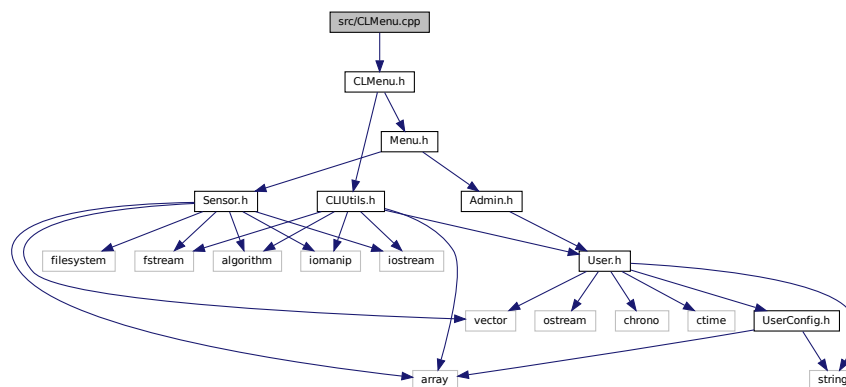 src/CLMenu.cpp
CLMenu.h
Menu.h
Sensor.h
CLIUtils.h
Admin.h
filesystem
fstream
algorithm
iomanip
iostream
User.h
vector
ostream
chrono
ctime
UserConfig.h
array
string